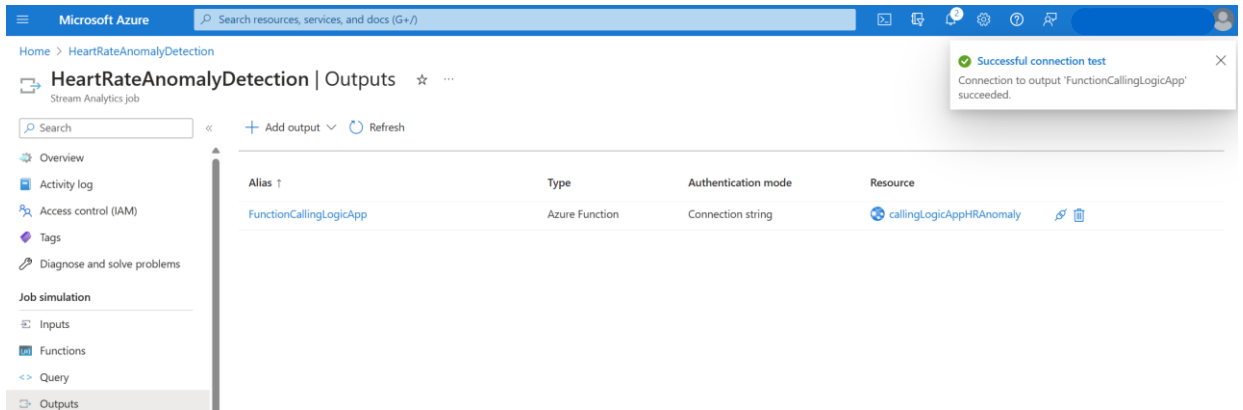 Microsoft Azure
Search resources, services, and docs (G+/)
2
Home > HeartRateAnomalyDetection
HeartRateAnomalyDetection | Outputs
Stream Analytics job
Successful connection test
Connection to output 'FunctionCallingLogicApp'
succeeded.
Search
Add output
Refresh
Overview
Activity log
Access control (IAM)
Tags
Diagnose and solve problems
Job simulation
Inputs
Functions
Query
Outputs
Alias ↑ Type Authentication mode Resource
FunctionCallingLogicApp Azure Function Connection string callingLogicAppHRAnomaly